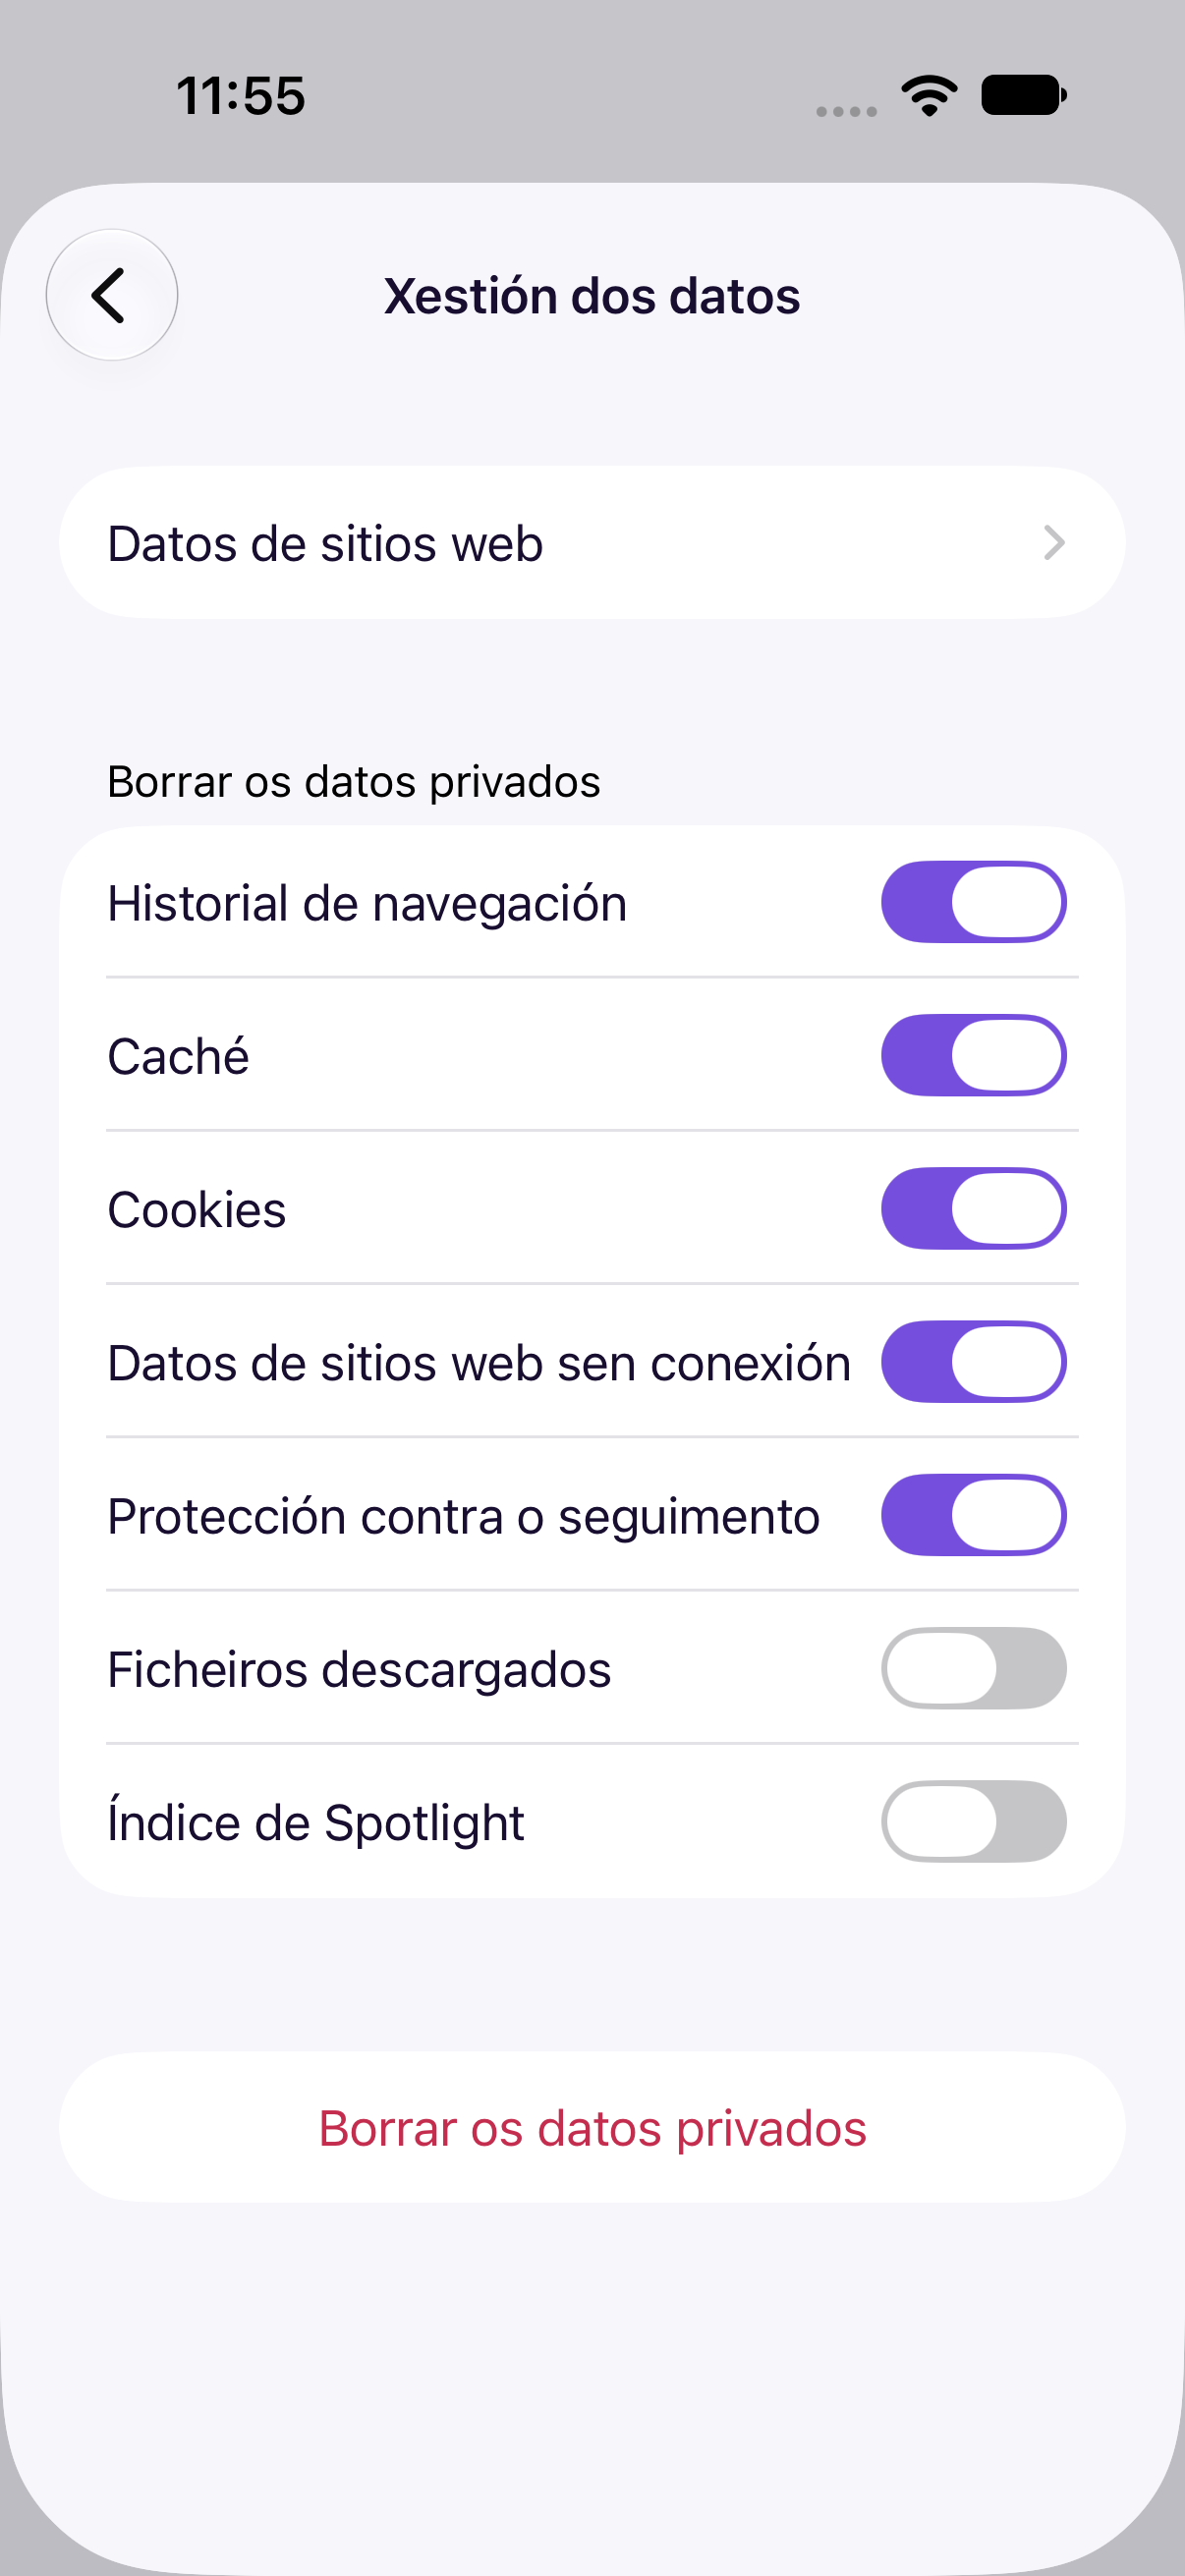 11:55
Xestión dos datos
Datos de sitios web
Borrar os datos privados
Historial de navegación
Caché
Cookies
Datos de sitios web sen conexión
Protección contra o seguimento
Ficheiros descargados
Índice de Spotlight
Borrar os datos privados